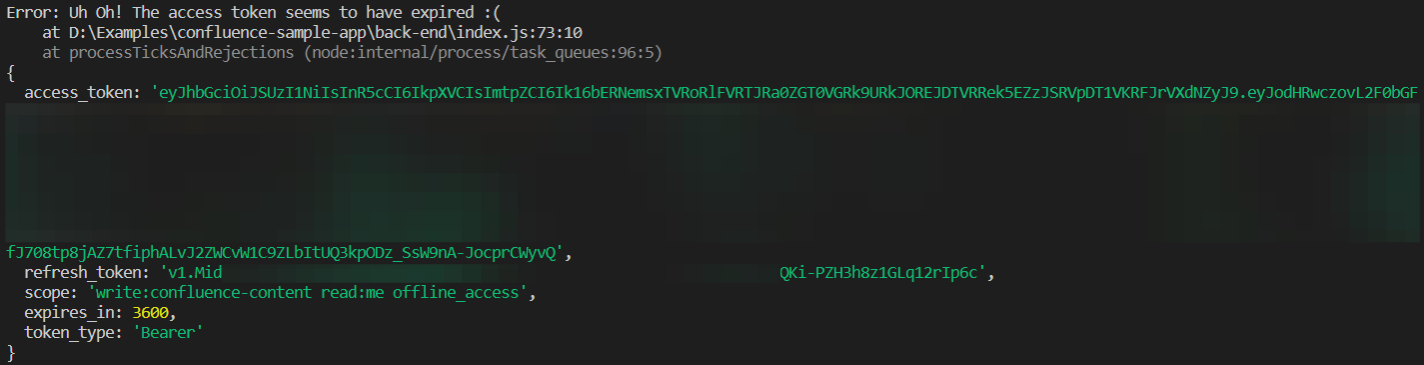 Error: Uh Oh! The access token seems to have expired :(
    at D:\Examples\confluence-sample-app\back-end\index.js:73:10
    at processTicksAndRejections (node:internal/process/task_queues:96:5)
{
  access_token: 'eyJhbGciOiJSUzI1NiIsInR5cCI6IkpXVCIsImtpZCI6Ik16bERNemsxTVRoRlFVRTJRa0ZGT0VGRk9URkJOREJDTVRRek5EZzJSRVpDT1VKRFJrVXdNZyJ9.eyJodHRwczovL2F0bGF
fJ708tp8jAZ7tfiphALvJ2ZWCvW1C9ZLbItUQ3kpODz_SsW9nA-JocprCWyvQ',
  refresh_token: 'v1.Mid QKi-PZH3h8z1GLq12rIp6c',
  scope: 'write:confluence-content read:me offline_access',
  expires_in: 3600,
  token_type: 'Bearer'
}